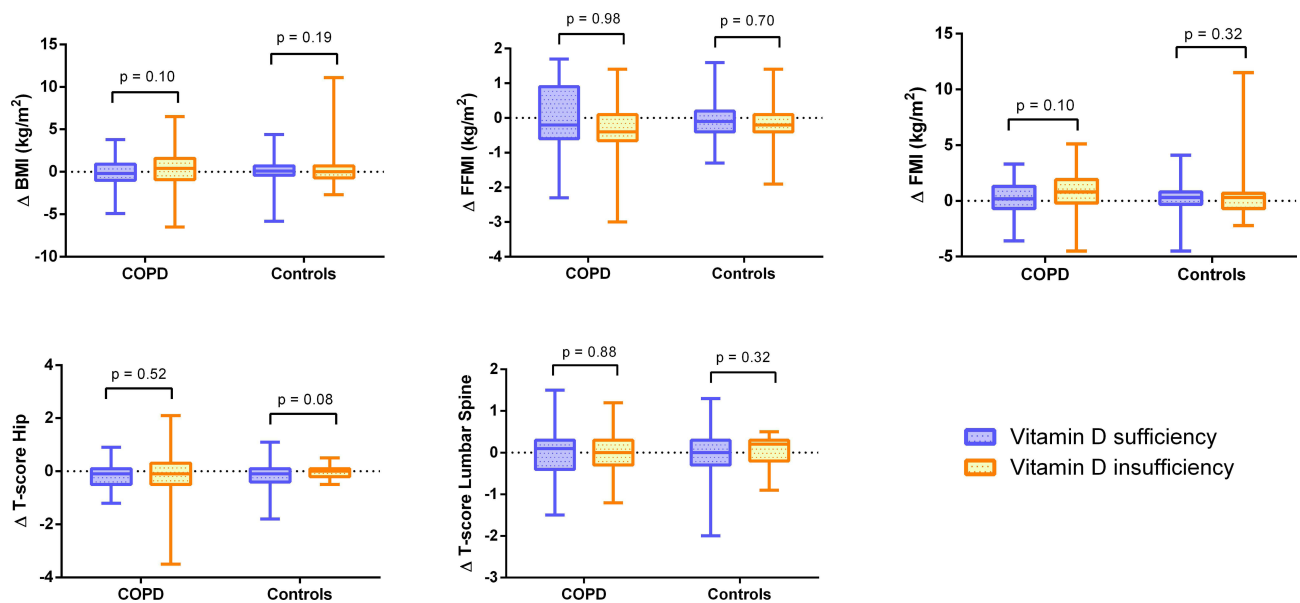 Δ BMI (kg/m²)
15
10
5
0
-5
-10
p = 0.10
p = 0.19
COPD
Controls
Δ FFMI (kg/m²)
2
1
0
-1
-2
-3
-4
p = 0.98
p = 0.70
COPD
Controls
Δ FMI (kg/m²)
15
10
5
0
-5
p = 0.10
p = 0.32
COPD
Controls
Δ T-score Hip
4
2
0
-2
-4
p = 0.52
p = 0.08
COPD
Controls
Δ T-score Lumbar Spine
2
1
0
-1
-2
-3
p = 0.88
p = 0.32
COPD
Controls
Vitamin D sufficiency
Vitamin D insufficiency